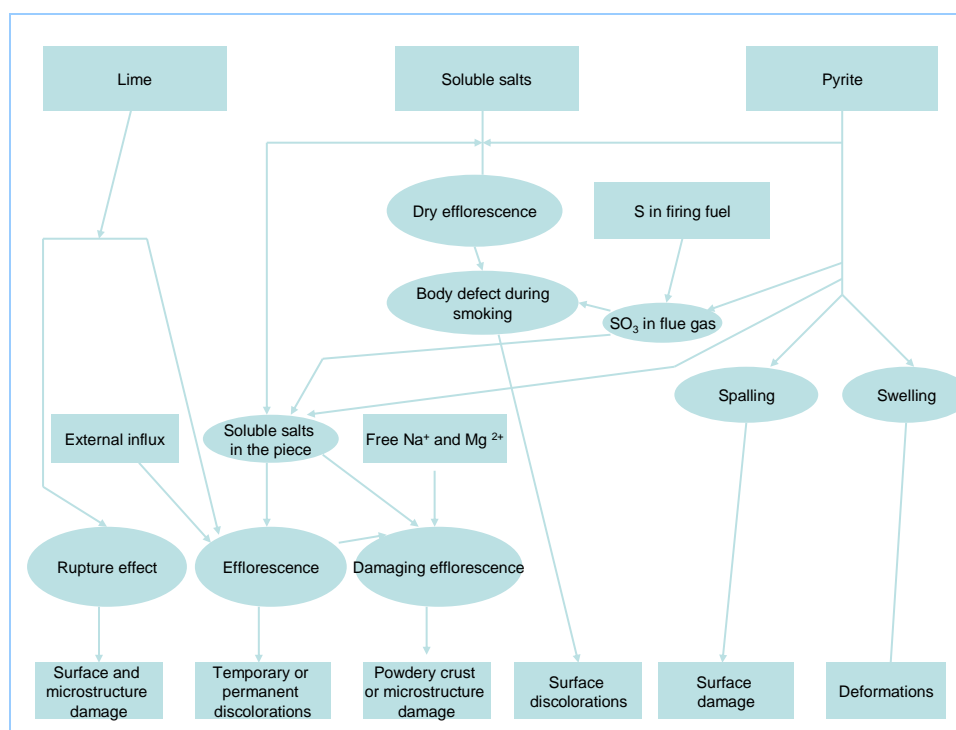 Lime
Soluble salts
Pyrite
Dry efflorescence
S in firing fuel
Body defect during
smoking
SO₃ in flue gas
Spalling
Swelling
External influx
Soluble salts
in the piece
Free Na⁺ and Mg ²⁺
Rupture effect
Efflorescence
Damaging efflorescence
Surface and
microstructure
damage
Temporary or
permanent
discolorations
Powdery crust
or microstructure
damage
Surface
discolorations
Surface
damage
Deformations